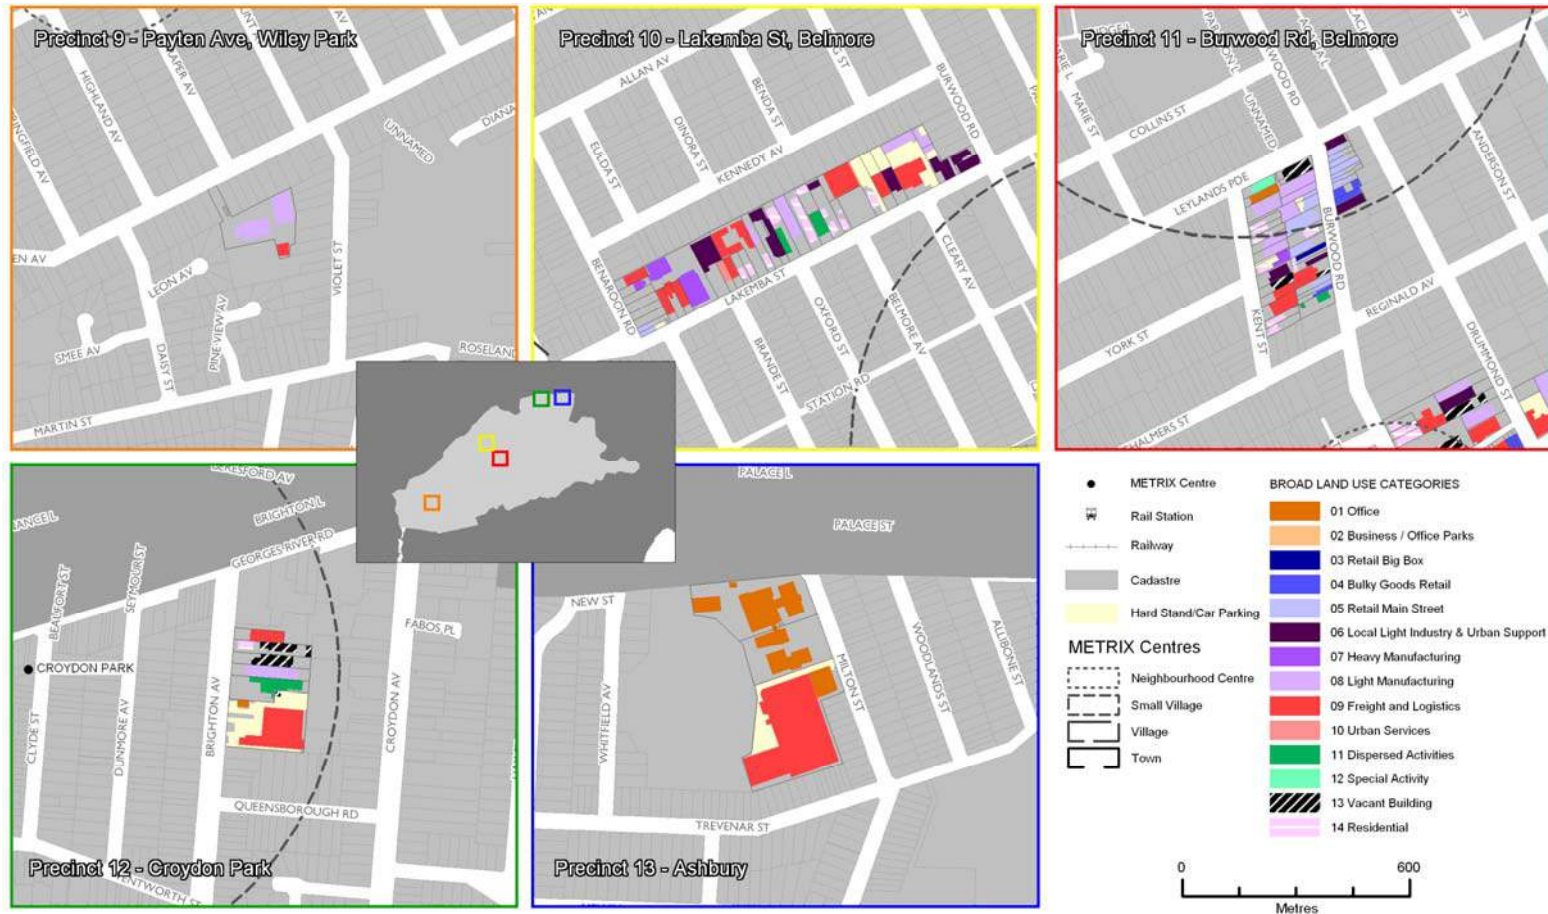 Precinct 9 - Payten Ave, Wiley Park
HIGHLAND AV
UNNAMED
LEON AV
VIOLET ST
SMEE AV
DAISY ST
PINE VIEW AV
MARTIN ST
Precinct 10 - Lakemba St, Belmore
ALLAN AV
BURWOOD RD
BENDA ST
DINORA ST
EULDA ST
KENNEDY AV
BENAROON RD
LAKEMBA ST
CLEARY AV
OXFORD ST
BELMORE AV
BRANDE ST
STATION RD
Precinct 11 - Burwood Rd, Belmore
MARIE ST
COLLINS ST
UNNAMED
ANDERSON ST
LEYLANDS PDE
BURWOOD RD
REGINALD AV
KENT ST
YORK ST
DRUMMOND ST
BRIGHTON L
GEORGES RIVER RD
BEALFORT ST
SEYMOUR ST
FABOS PL
CROYDON PARK
CLYDE ST
DUNMORE AV
BRIGHTON AV
CROYDON AV
QUEENSBOROUGH RD
Precinct 12 - Croydon Park
PALACE L
PALACE ST
NEW ST
WHITFIELD AV
MILTON ST
WOODLANDS ST
ALLIBONE ST
TREVENAR ST
Precinct 13 - Ashbury
METRIX Centre
Rail Station
Railway
Cadastre
Hard Stand/Car Parking
METRIX Centres
Neighbourhood Centre
Small Village
Village
Town
BROAD LAND USE CATEGORIES
01 Office
02 Business / Office Parks
03 Retail Big Box
04 Bulky Goods Retail
05 Retail Main Street
06 Local Light Industry & Urban Support
07 Heavy Manufacturing
08 Light Manufacturing
09 Freight and Logistics
10 Urban Services
11 Dispersed Activities
12 Special Activity
13 Vacant Building
14 Residential
0 600
Metres